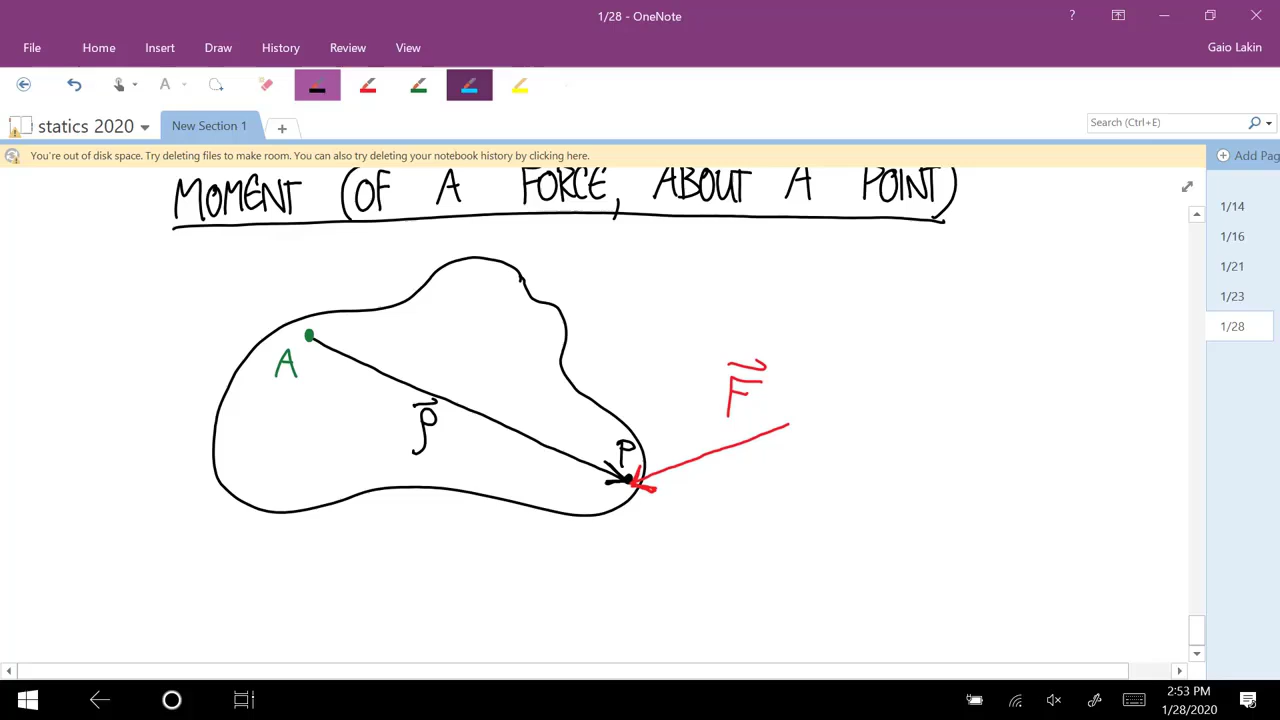 1/28 - OneNote
?
File Home Insert Draw History Review View Gaio Lakin
A
statics 2020 New Section 1 + Search (Ctrl+E)
You're out of disk space. Try deleting files to make room. You can also try deleting your notebook history by clicking here.
Add Pag
MOMENT (OF A FORCE, ABOUT A POINT)
1/14
1/16
1/21
1/23
1/28
A
F
ρ
P
2:53 PM
1/28/2020